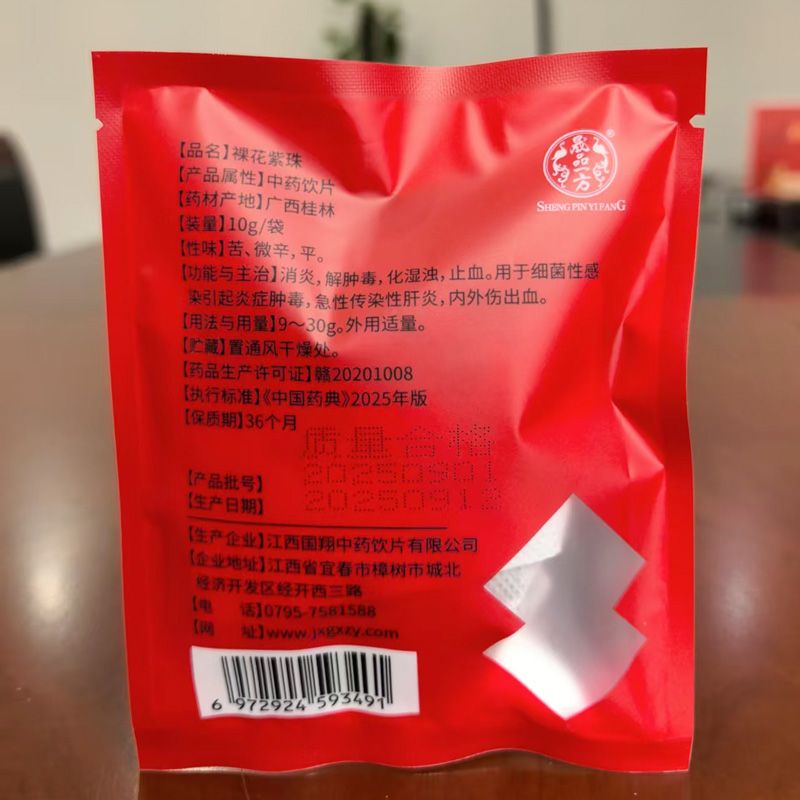 晟品一方
®
SHENG PIN YI FANG
【品名】裸花紫珠
【产品属性】中药饮片
【药材产地】广西桂林
【装量】10g/袋
【性味】苦、微辛，平。
【功能与主治】消炎，解肿毒，化湿浊，止血。用于细菌性感
染引起炎症肿毒，急性传染性肝炎，内外伤出血。
【用法与用量】9～30g。外用适量。
【贮藏】置通风干燥处。
【药品生产许可证】赣20201008
【执行标准】《中国药典》2025年版
【保质期】36个月
质量合格
【产品批号】20250901
【生产日期】20250912
【生产企业】江西国翔中药饮片有限公司
【企业地址】江西省宜春市樟树市城北
经济开发区经开西三路
【电 话】0795-7581588
【网 址】www.jxgxzy.com
6 972924 593491